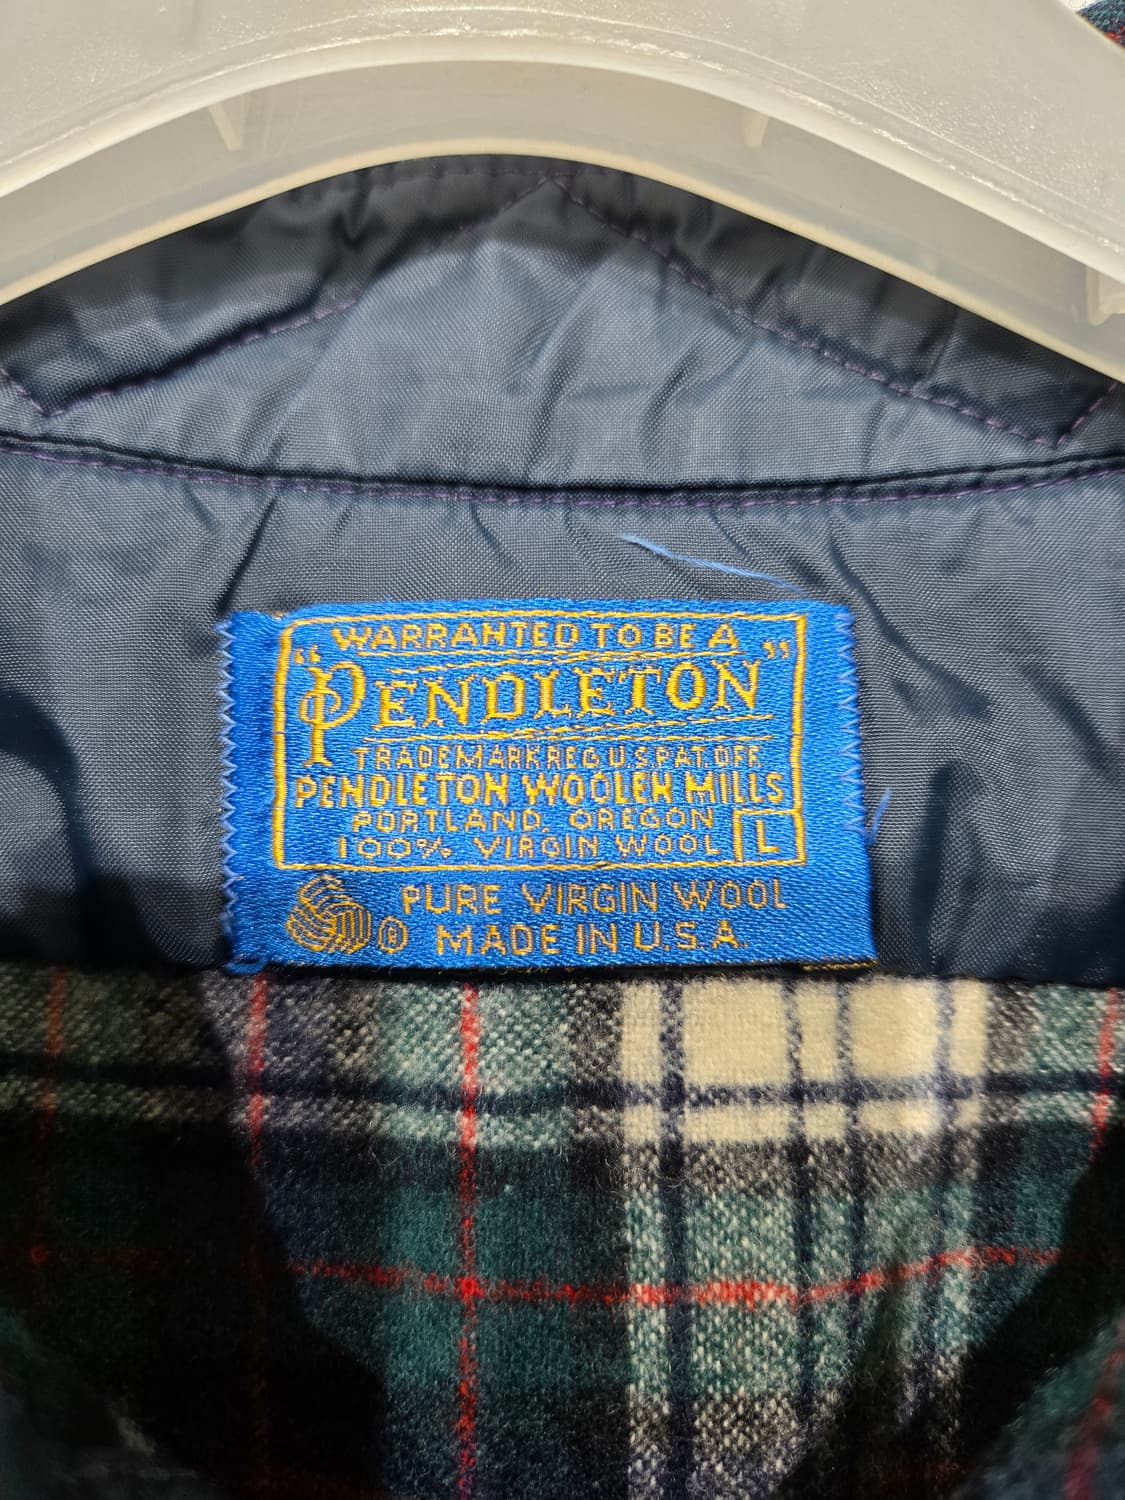 WARRANTED TO BE A
"PENDLETON"
TRADEMARK REG U.S. PAT. OFF.
PENDLETON WOOLEN MILLS
PORTLAND, OREGON
100% VIRGIN WOOL L
PURE VIRGIN WOOL
® MADE IN U.S.A.